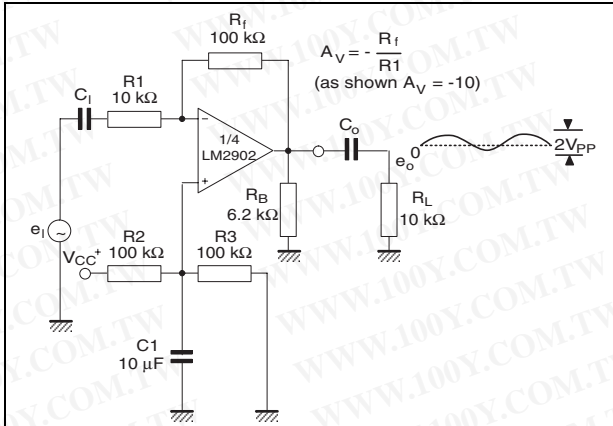 Rf
100 kΩ
AV = - Rf
R1
(as shown AV = -10)
CI
R1
10 kΩ
1/4
LM2902
Co
eo
0
2VPP
RB
6.2 kΩ
RL
10 kΩ
eI
~
VCC+
R2
100 kΩ
R3
100 kΩ
C1
10 µF
WWW.100Y.COM.TW